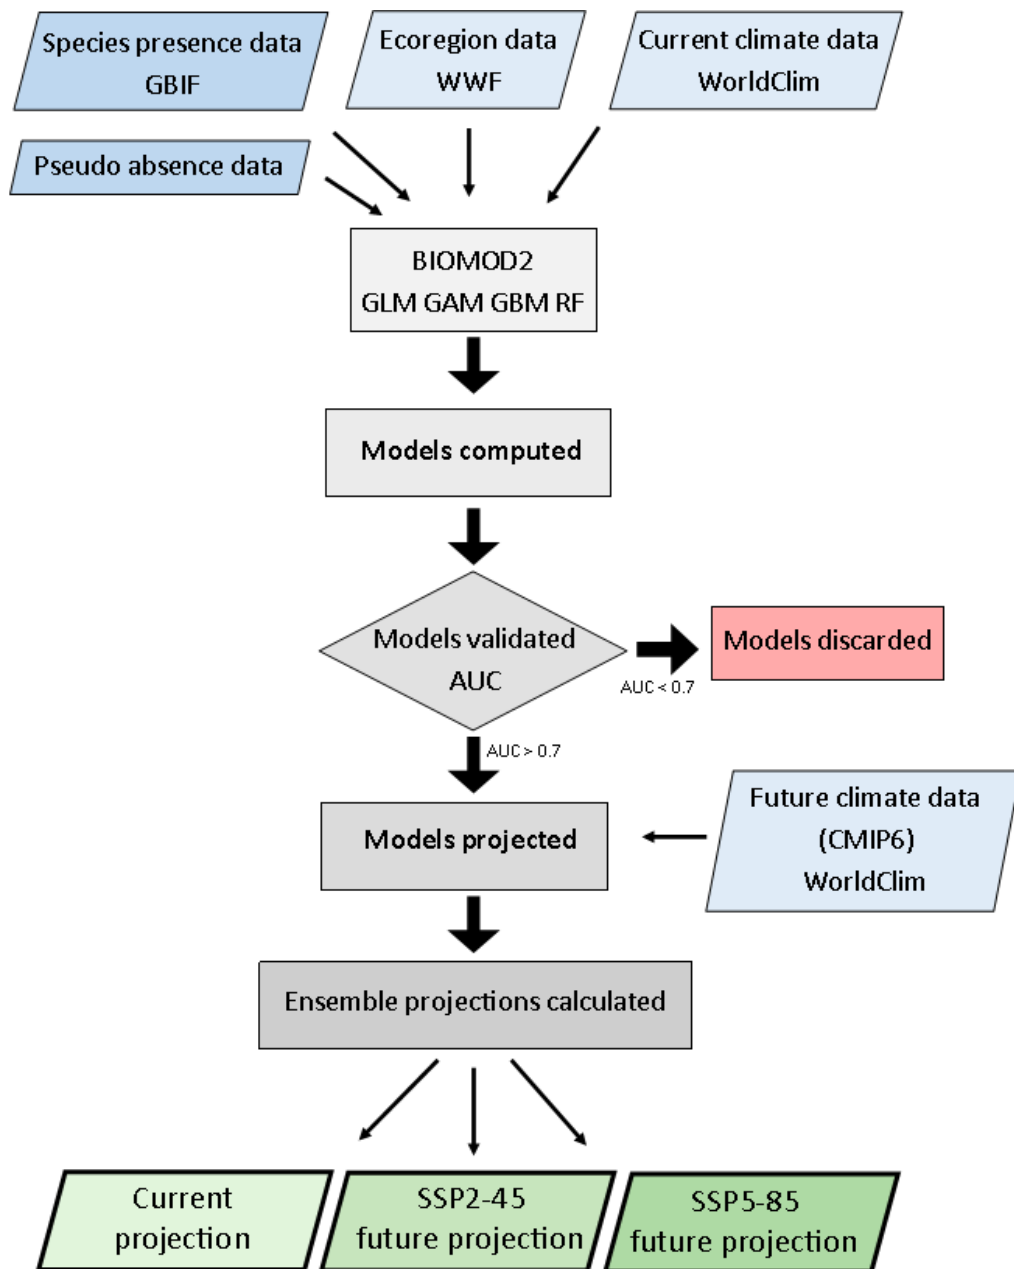 Species presence data
GBIF
Ecoregion data
WWF
Current climate data
WorldClim
Pseudo absence data
BIOMOD2
GLM GAM GBM RF
Models computed
Models validated
AUC
AUC < 0.7
Models discarded
AUC > 0.7
Models projected
Future climate data
(CMIP6)
WorldClim
Ensemble projections calculated
Current
projection
SSP2-45
future projection
SSP5-85
future projection